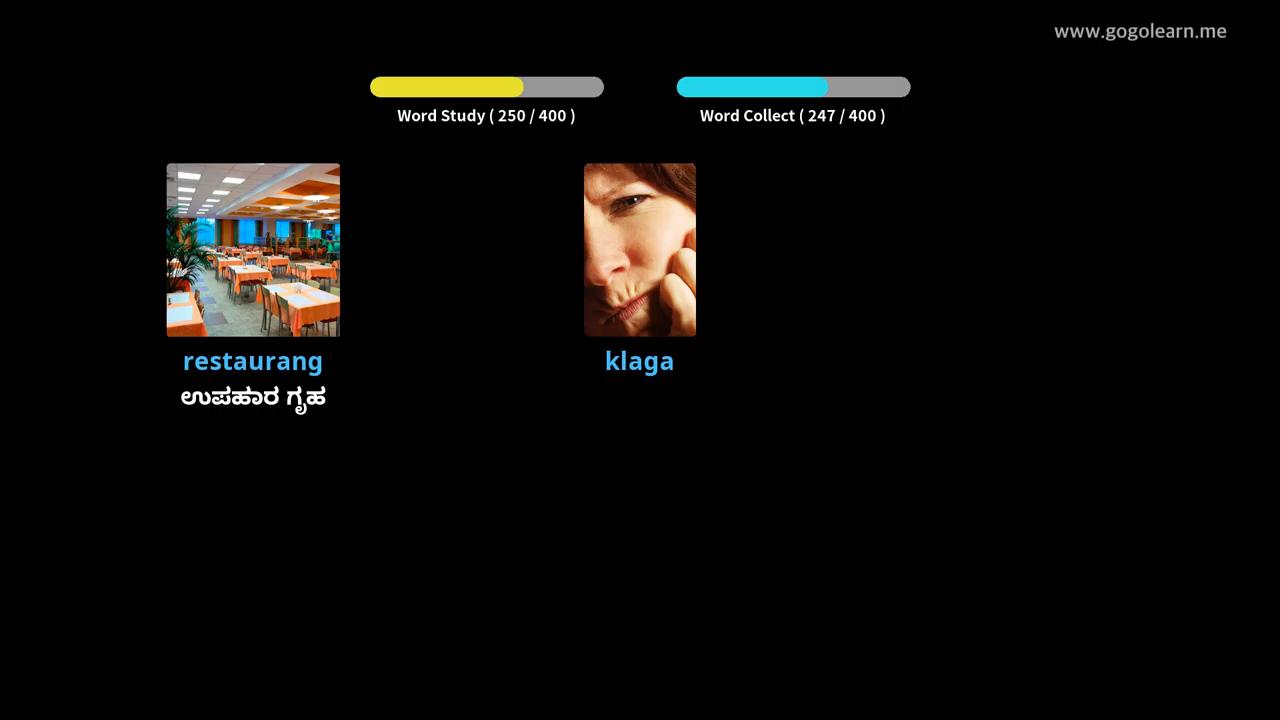 www.gogolearn.me
Word Study ( 250 / 400 )
Word Collect ( 247 / 400 )
restaurang
ಉಪಹಾರ ಗೃಹ
klaga